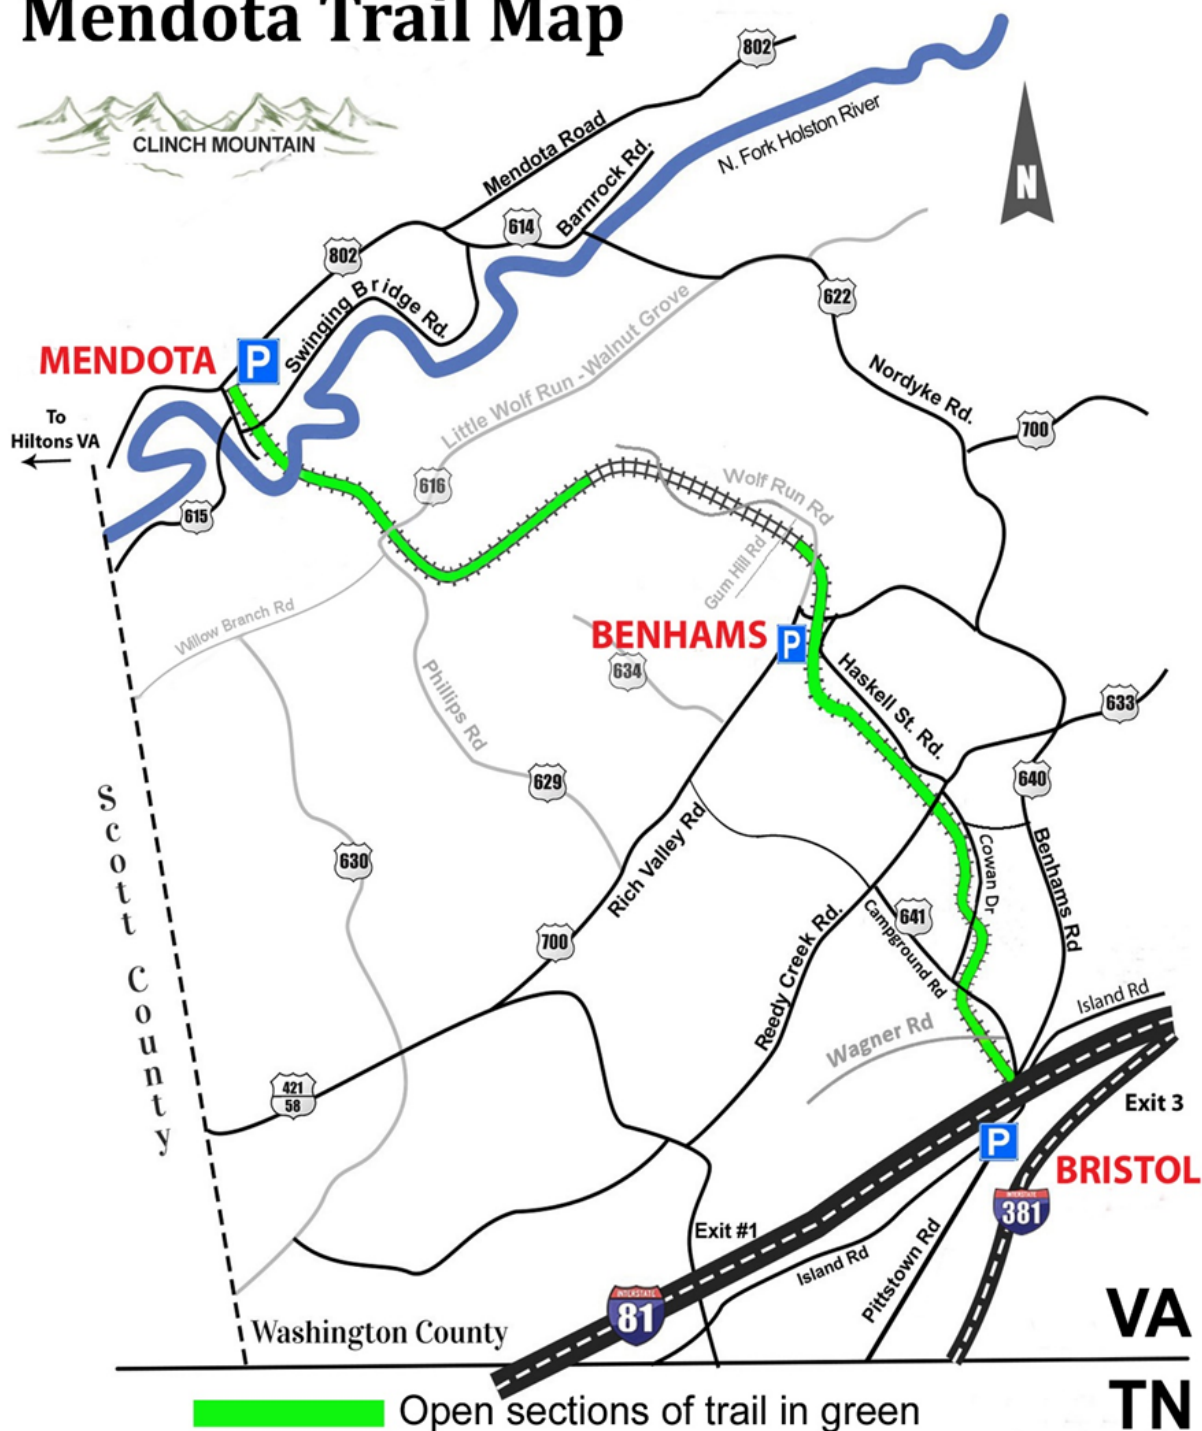 Mendota Trail Map
802
CLINCH MOUNTAIN
Mendota Road
Barnrock Rd.
N. Fork Holston River
N
614
802
622
Swinging Bridge Rd.
MENDOTA
P
Little Wolf Run - Walnut Grove
Nordyke Rd.
700
To
Hiltons VA
616
Wolf Run Rd
615
Gum Hill Rd
Willow Branch Rd
BENHAMS
P
634
Haskell St. Rd.
Phillips Rd
633
629
640
Scott County
630
Rich Valley Rd
Cowan Dr
Benhams Rd
641
Campground Rd
700
Reedy Creek Rd.
Island Rd
Wagner Rd
421
58
Exit 3
P
BRISTOL
INTERSTATE
381
Exit #1
Island Rd
Pittstown Rd
INTERSTATE
81
VA
Washington County
TN
Open sections of trail in green